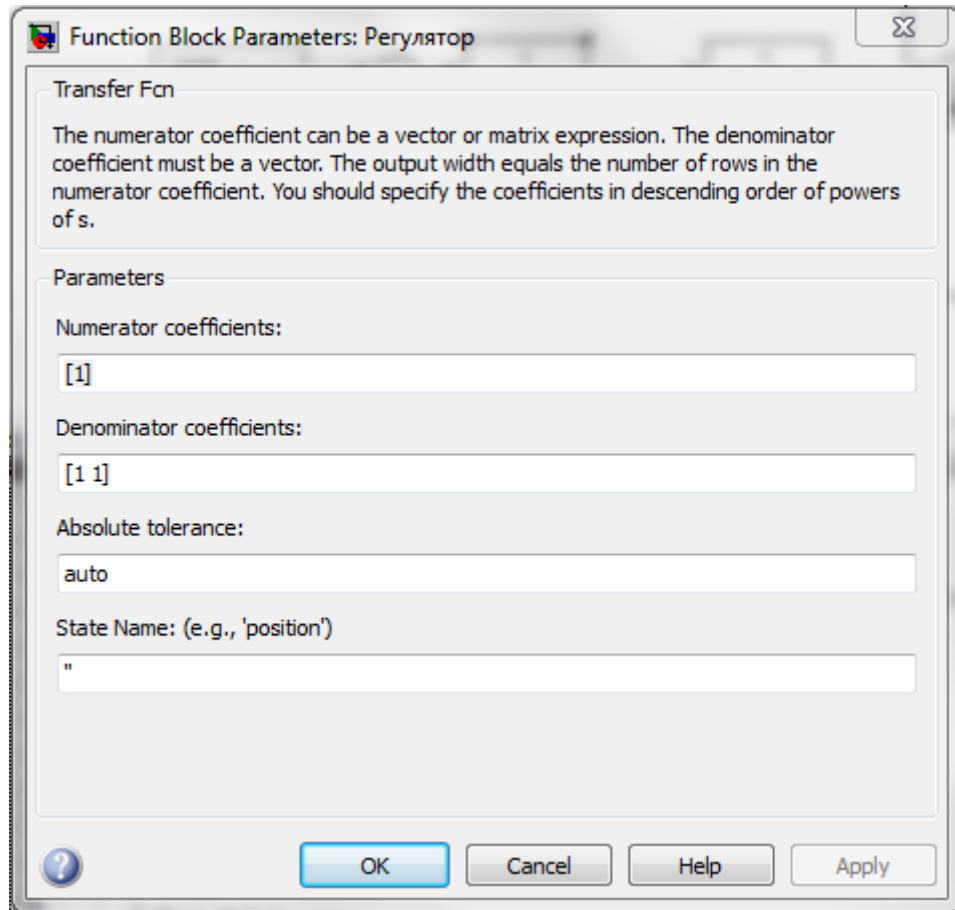 Function Block Parameters: Регулятор
Transfer Fcn
The numerator coefficient can be a vector or matrix expression. The denominator
coefficient must be a vector. The output width equals the number of rows in the
numerator coefficient. You should specify the coefficients in descending order of powers
of s.
Parameters
Numerator coefficients:
[1]
Denominator coefficients:
[1 1]
Absolute tolerance:
auto
State Name: (e.g., 'position')
''
OK Cancel Help Apply